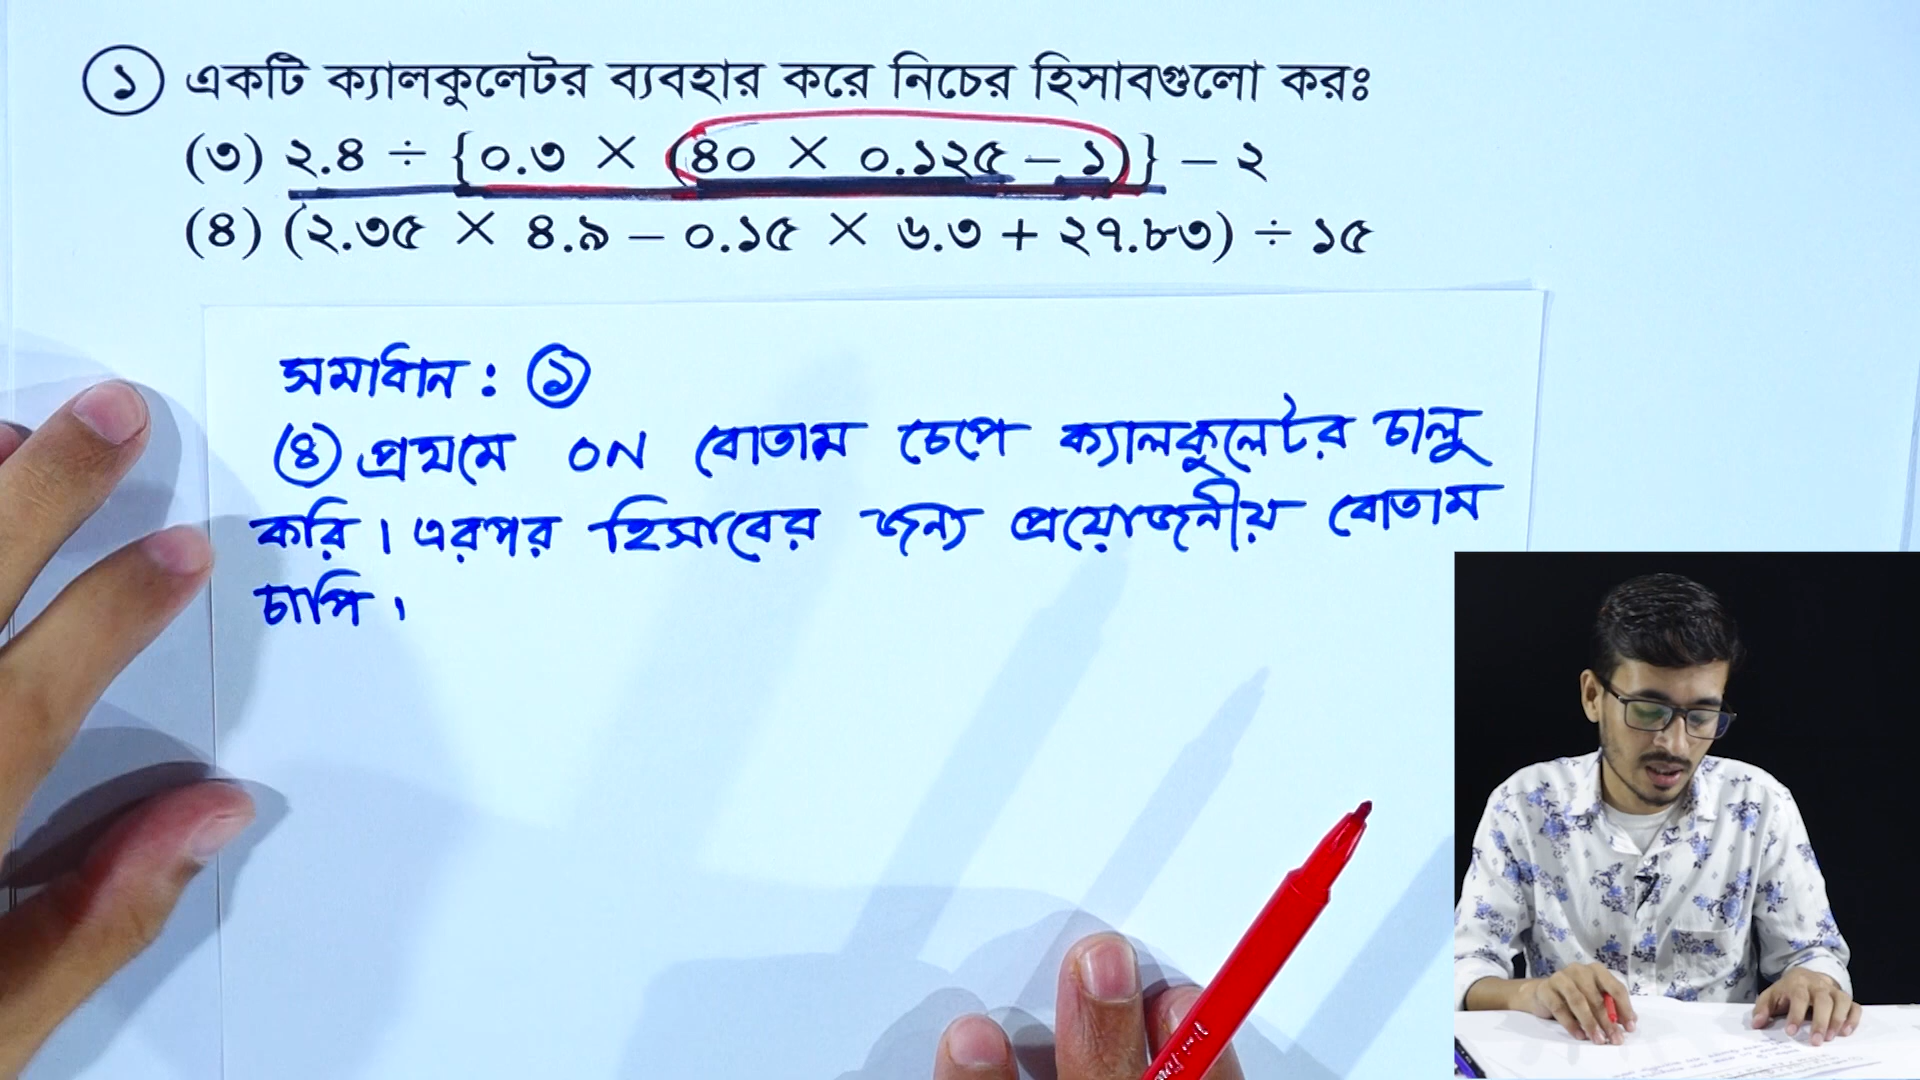 ১ একটি ক্যালকুলেটর ব্যবহার করে নিচের হিসাবগুলো করঃ
(৩) ২.৪ ÷ {০.৩ × (৪০ × ০.১২৫ – ১)} – ২
(৪) (২.৩৫ × ৪.৯ – ০.১৫ × ৬.৩ + ২৭.৮৩) ÷ ১৫
সমাধান : ১
(৪) প্রথমে ON বোতাম চেপে ক্যালকুলেটর চালু
করি। এরপর হিসাবের জন্য প্রয়োজনীয় বোতাম
চাপি।